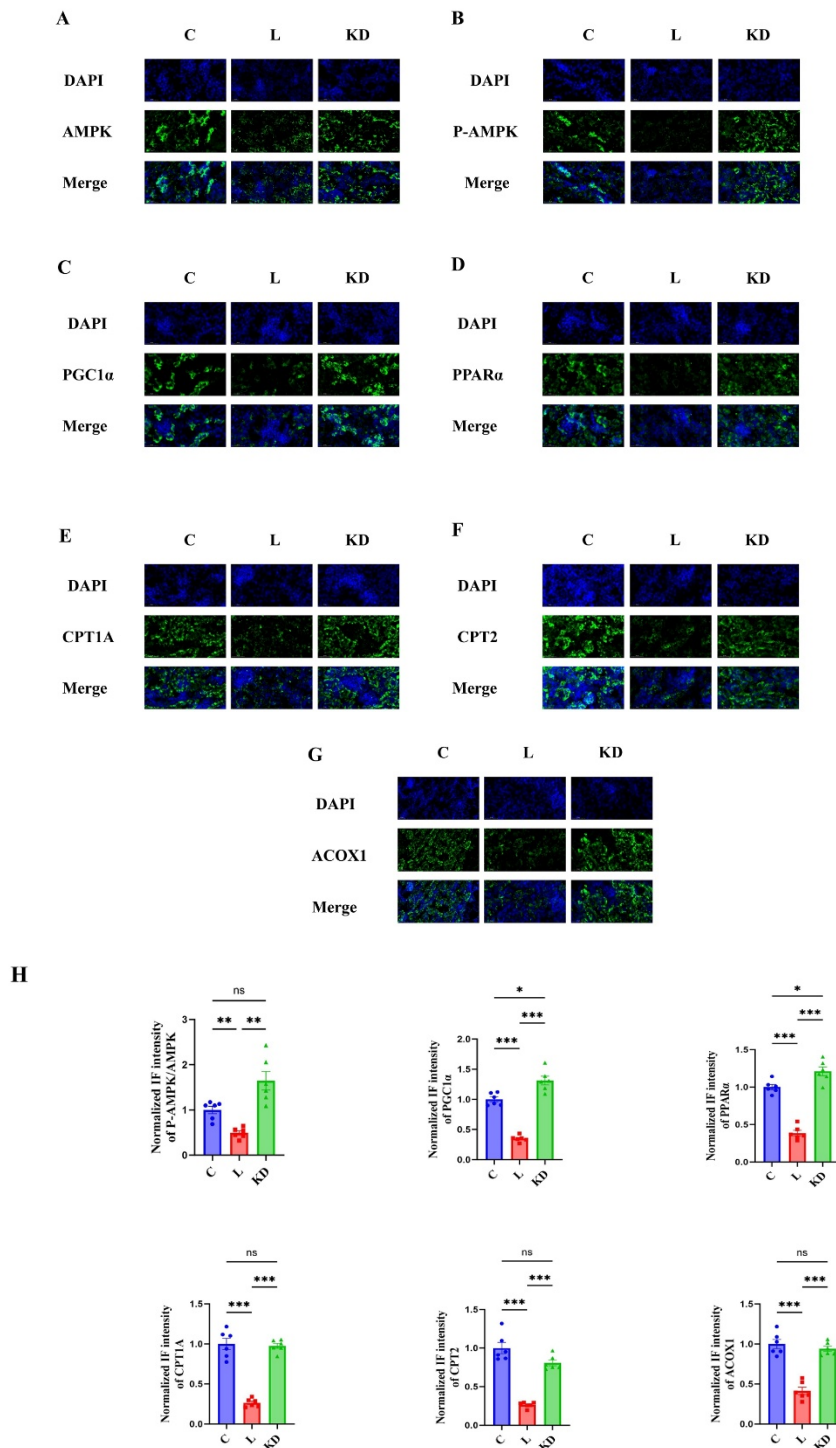 A
C L KD
DAPI
AMPK
Merge
B
C L KD
DAPI
P-AMPK
Merge
C
C L KD
DAPI
PGC1α
Merge
D
C L KD
DAPI
PPARα
Merge
E
C L KD
DAPI
CPT1A
Merge
F
C L KD
DAPI
CPT2
Merge
G
C L KD
DAPI
ACOX1
Merge
H
Normalized IF intensity
of P-AMPK/AMPK
3
2
1
0
ns
** **
C L KD
Normalized IF intensity
of PGC1α
2.0
1.5
1.0
0.5
0.0
*
*** ***
C L KD
Normalized IF intensity
of PPARα
1.5
1.0
0.5
0.0
*
*** ***
C L KD
Normalized IF intensity
of CPT1A
1.5
1.0
0.5
0.0
ns
*** ***
C L KD
Normalized IF intensity
of CPT2
1.5
1.0
0.5
0.0
ns
*** ***
C L KD
Normalized IF intensity
of ACOX1
1.5
1.0
0.5
0.0
ns
*** ***
C L KD